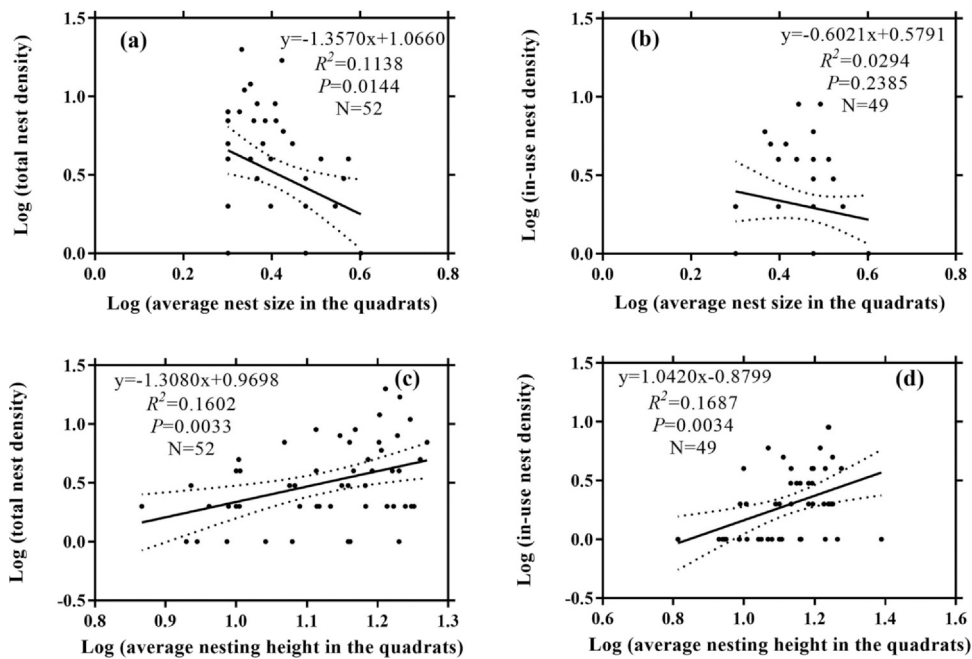 (a)
y=-1.3570x+1.0660
R²=0.1138
P=0.0144
N=52
Log (total nest density)
1.5
1.0
0.5
0.0
0.0 0.2 0.4 0.6 0.8
Log (average nest size in the quadrats)
(b)
y=-0.6021x+0.5791
R²=0.0294
P=0.2385
N=49
Log (in-use nest density)
1.5
1.0
0.5
0.0
0.0 0.2 0.4 0.6 0.8
Log (average nest size in the quadrats)
y=-1.3080x+0.9698
(c)
R²=0.1602
P=0.0033
N=52
Log (total nest density)
1.5
1.0
0.5
0.0
-0.5
0.8 0.9 1.0 1.1 1.2 1.3
Log (average nesting height in the quadrats)
y=1.0420x-0.8799
(d)
R²=0.1687
P=0.0034
N=49
Log (in-use nest density)
1.5
1.0
0.5
0.0
-0.5
0.6 0.8 1.0 1.2 1.4 1.6
Log (average nesting height in the quadrats)